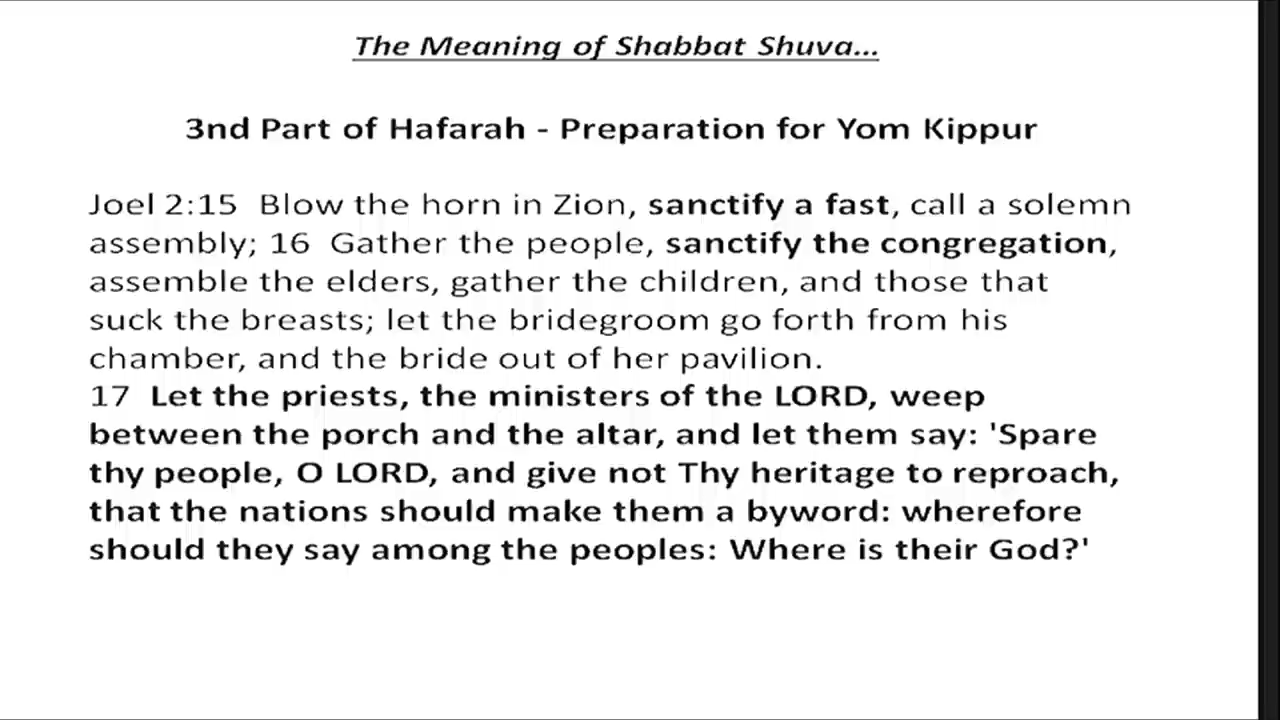 The Meaning of Shabbat Shuva...
3nd Part of Hafarah - Preparation for Yom Kippur
Joel 2:15  Blow the horn in Zion, sanctify a fast, call a solemn
assembly; 16  Gather the people, sanctify the congregation,
assemble the elders, gather the children, and those that
suck the breasts; let the bridegroom go forth from his
chamber, and the bride out of her pavilion.
17  Let the priests, the ministers of the LORD, weep
between the porch and the altar, and let them say: 'Spare
thy people, O LORD, and give not Thy heritage to reproach,
that the nations should make them a byword: wherefore
should they say among the peoples: Where is their God?'